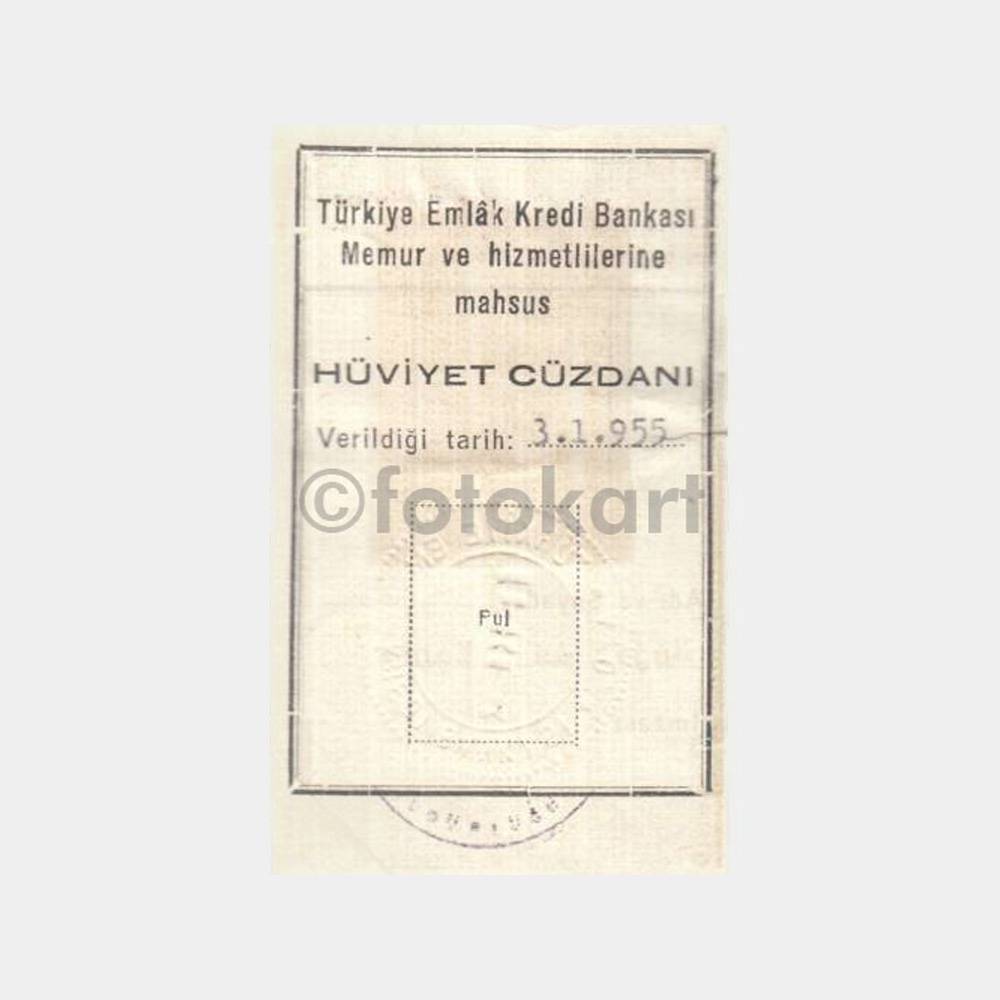 Türkiye Emlâk Kredi Bankası
Memur ve hizmetlilerine
mahsus
HÜVİYET CÜZDANI
Verildiği tarih: 3.1.955
©fotokart
Pul